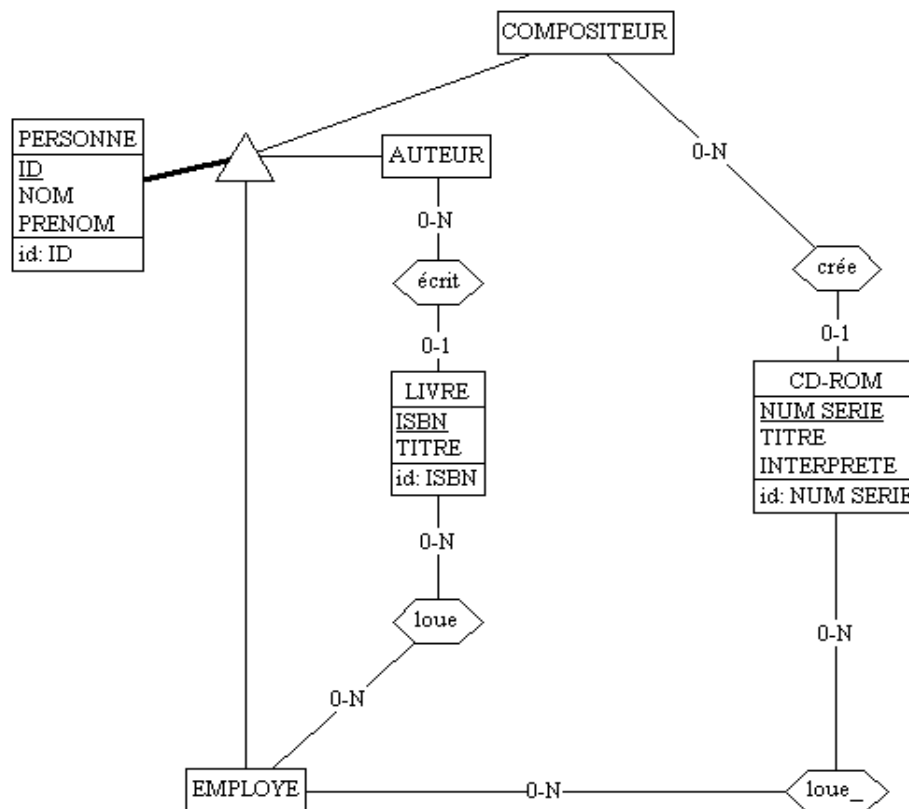 COMPOSITEUR
PERSONNE
ID
NOM
PRENOM
id: ID
AUTEUR
0-N
0-N
écrit
crée
0-1
0-1
LIVRE
ISBN
TITRE
id: ISBN
CD-ROM
NUM SERIE
TITRE
INTERPRETE
id: NUM SERIE
0-N
loue
0-N
0-N
EMPLOYE
0-N
loue_